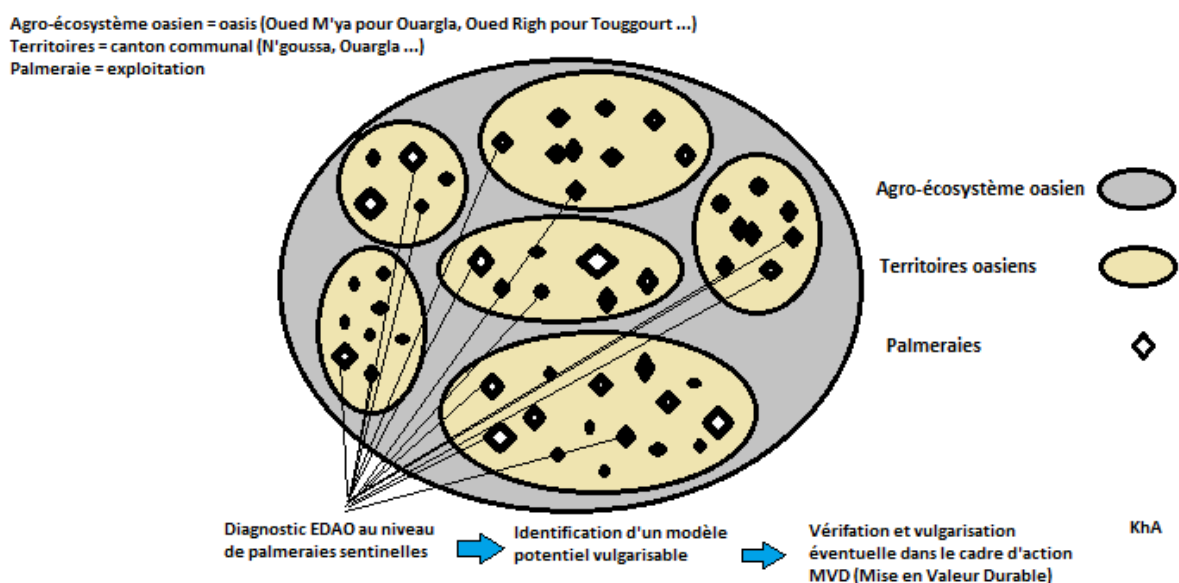 Agro-écosystème oasien = oasis (Oued M'ya pour Ouargla, Oued Righ pour Touggourt ...)
Territoires = canton communal (N'goussa, Ouargla ...)
Palmeraie = exploitation
Agro-écosystème oasien
Territoires oasiens
Palmeraies
Diagnostic EDAO au niveau
de palmeraies sentinelles
Identification d'un modèle
potentiel vulgarisable
Vérifation et vulgarisation
éventuelle dans le cadre d'action
MVD (Mise en Valeur Durable)
KhA